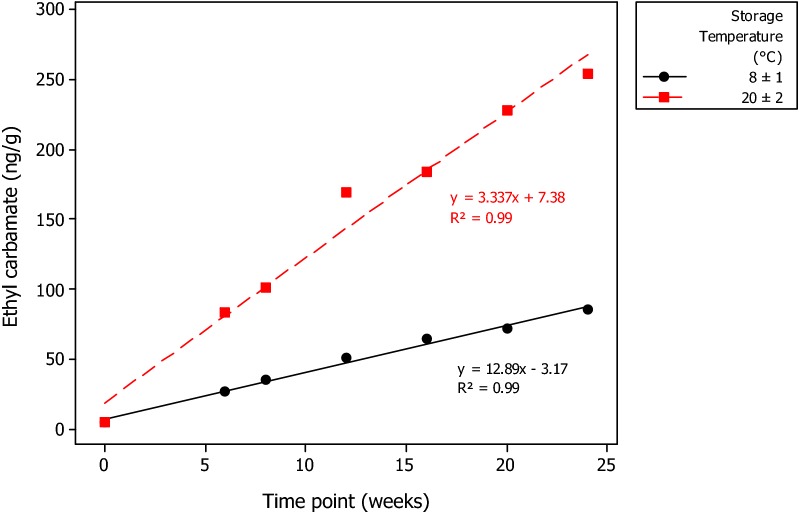 Storage
Temperature
(°C)
8 ± 1
20 ± 2
Ethyl carbamate (ng/g)
300
250
200
150
100
50
0
y = 3.337x + 7.38
R² = 0.99
y = 12.89x - 3.17
R² = 0.99
0 5 10 15 20 25
Time point (weeks)